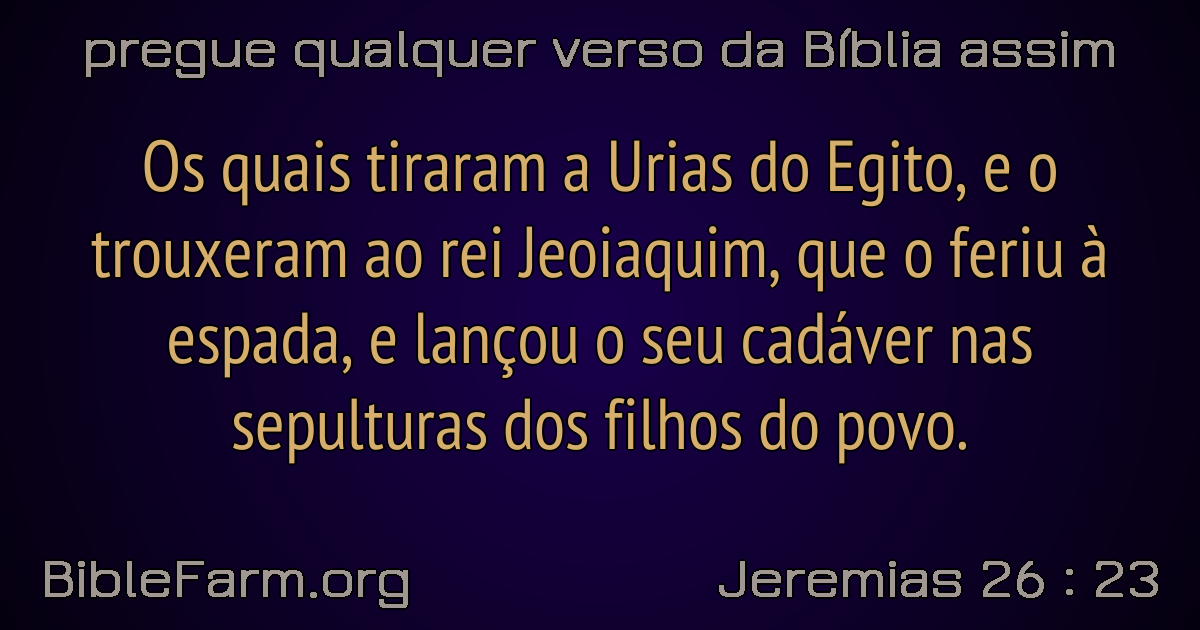 pregue qualquer verso da Bíblia assim
Os quais tiraram a Urias do Egito, e o
trouxeram ao rei Jeoiaquim, que o feriu à
espada, e lançou o seu cadáver nas
sepulturas dos filhos do povo.
BibleFarm.org
Jeremias 26 : 23